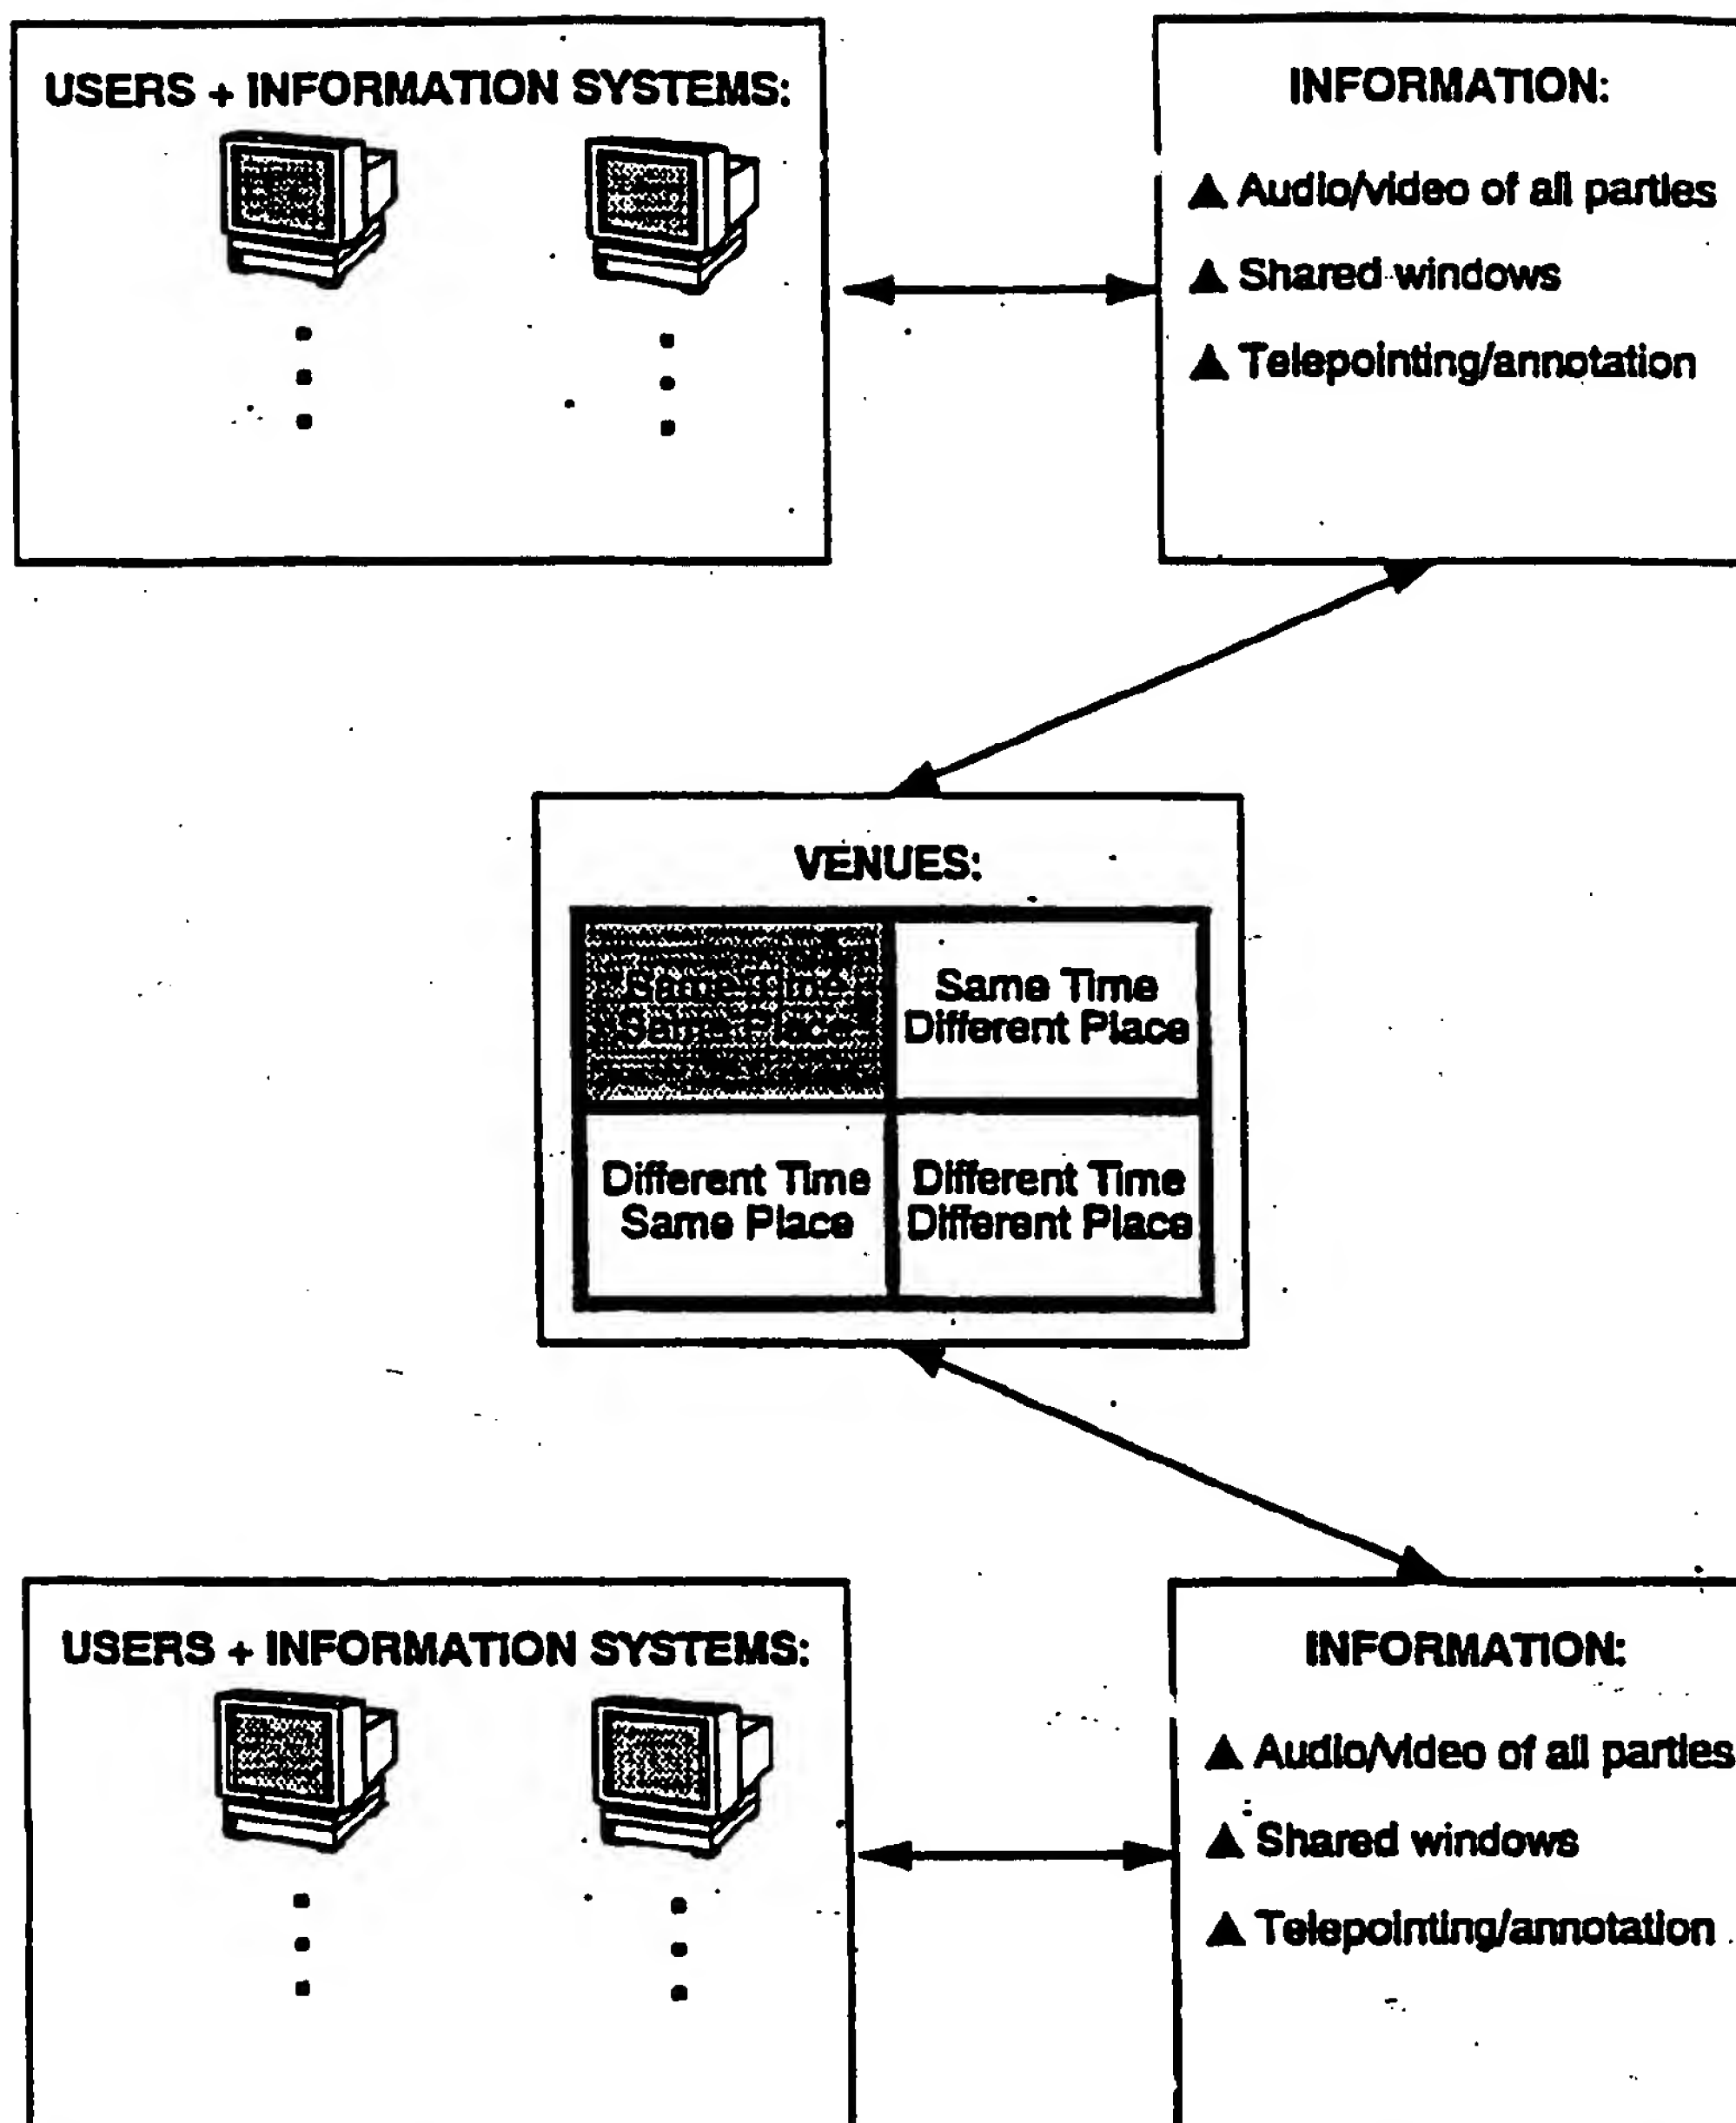 USERS + INFORMATION SYSTEMS:
INFORMATION:
▲ Audio/video of all parties
▲ Shared windows
▲ Telepointing/annotation
VENUES:
Same Time
Same Place
Same Time
Different Place
Different Time
Same Place
Different Time
Different Place
USERS + INFORMATION SYSTEMS:
INFORMATION:
▲ Audio/video of all parties
▲ Shared windows
▲ Telepointing/annotation